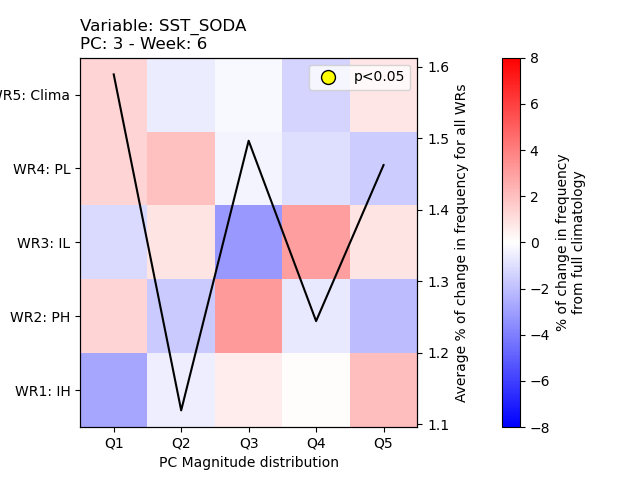 Variable: SST_SODA
PC: 3 - Week: 6
p<0.05
WR5: Clima
WR4: PL
WR3: IL
WR2: PH
WR1: IH
Q1 Q2 Q3 Q4 Q5
PC Magnitude distribution
1.6
1.5
1.4
1.3
1.2
1.1
Average % of change in frequency for all WRs
8
6
4
2
0
−2
−4
−6
−8
% of change in frequency
from full climatology